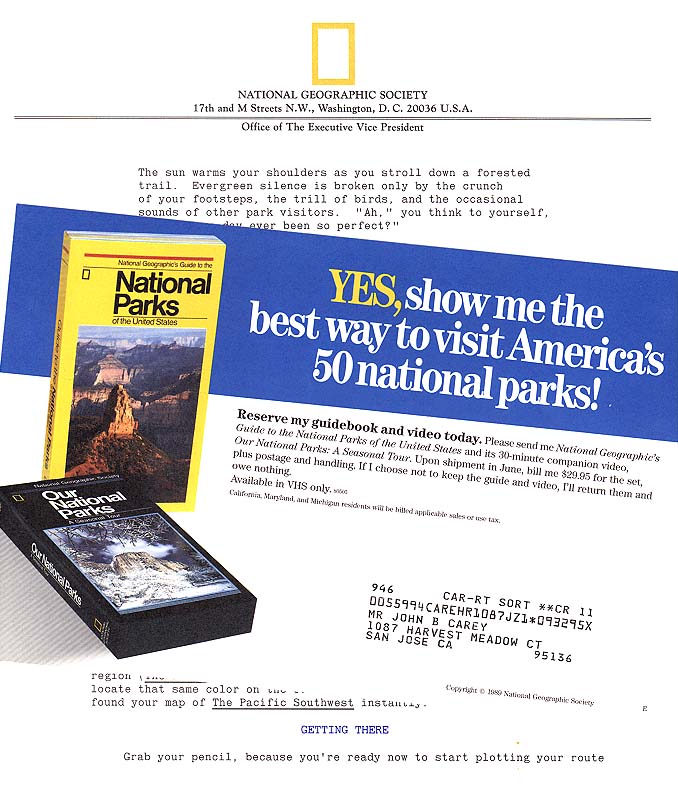 NATIONAL GEOGRAPHIC SOCIETY
17th and M Streets N.W., Washington, D. C. 20036 U.S.A.
Office of The Executive Vice President
The sun warms your shoulders as you stroll down a forested
trail. Evergreen silence is broken only by the crunch
of your footsteps, the trill of birds, and the occasional
sounds of other park visitors. "Ah," you think to yourself,
day ever been so perfect?"
National Geographic's Guide to the
National
Parks
of the United States
Guide to the National Parks
YES, show me the
best way to visit America's
50 national parks!
Reserve my guidebook and video today. Please send me National Geographic's
Guide to the National Parks of the United States and its 30-minute companion video,
Our National Parks: A Seasonal Tour. Upon shipment in June, bill me $29.95 for the set,
plus postage and handling. If I choose not to keep the guide and video, I'll return them and
owe nothing.
Available in VHS only.
California, Maryland, and Michigan residents will be billed applicable sales or use tax.
National Geographic Society
Our
National
Parks
A Seasonal Tour
Our National Parks
946 CAR-RT SORT **CR 11
0055994CAREHR1087JZ1*093295X
MR JOHN B CAREY
1087 HARVEST MEADOW CT
SAN JOSE CA 95136
Copyright © 1989 National Geographic Society
E
region
locate that same color on
found your map of The Pacific Southwest instantly.
GETTING THERE
Grab your pencil, because you're ready now to start plotting your route